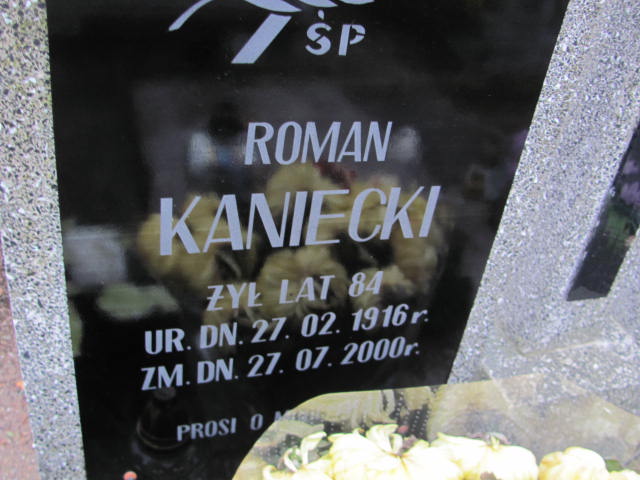 ŚP
ROMAN
KANIECKI
ŻYŁ LAT 84
UR. DN. 27. 02. 1916r.
ZM. DN. 27. 07. 2000r.
PROSI O